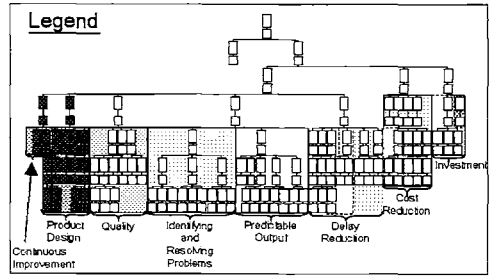 Legend
Investment
Cost
Reduction
Product
Design
Quality
Identifying
and
Resolving
Problems
Predictable
Output
Delay
Reduction
Continuous
Improvement